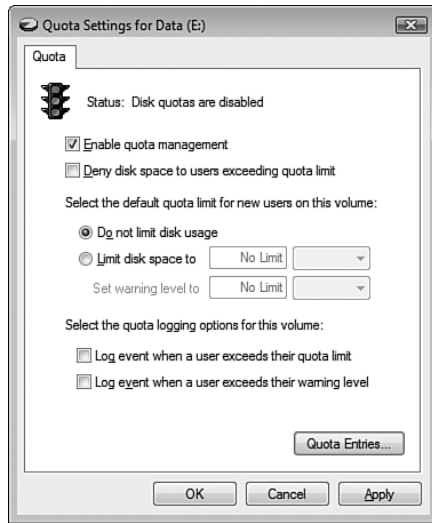 Quota Settings for Data (E:)
Quota
Status: Disk quotas are disabled
Enable quota management
Deny disk space to users exceeding quota limit
Select the default quota limit for new users on this volume:
Do not limit disk usage
Limit disk space to No Limit
Set warning level to No Limit
Select the quota logging options for this volume:
Log event when a user exceeds their quota limit
Log event when a user exceeds their warning level
Quota Entries...
OK Cancel Apply